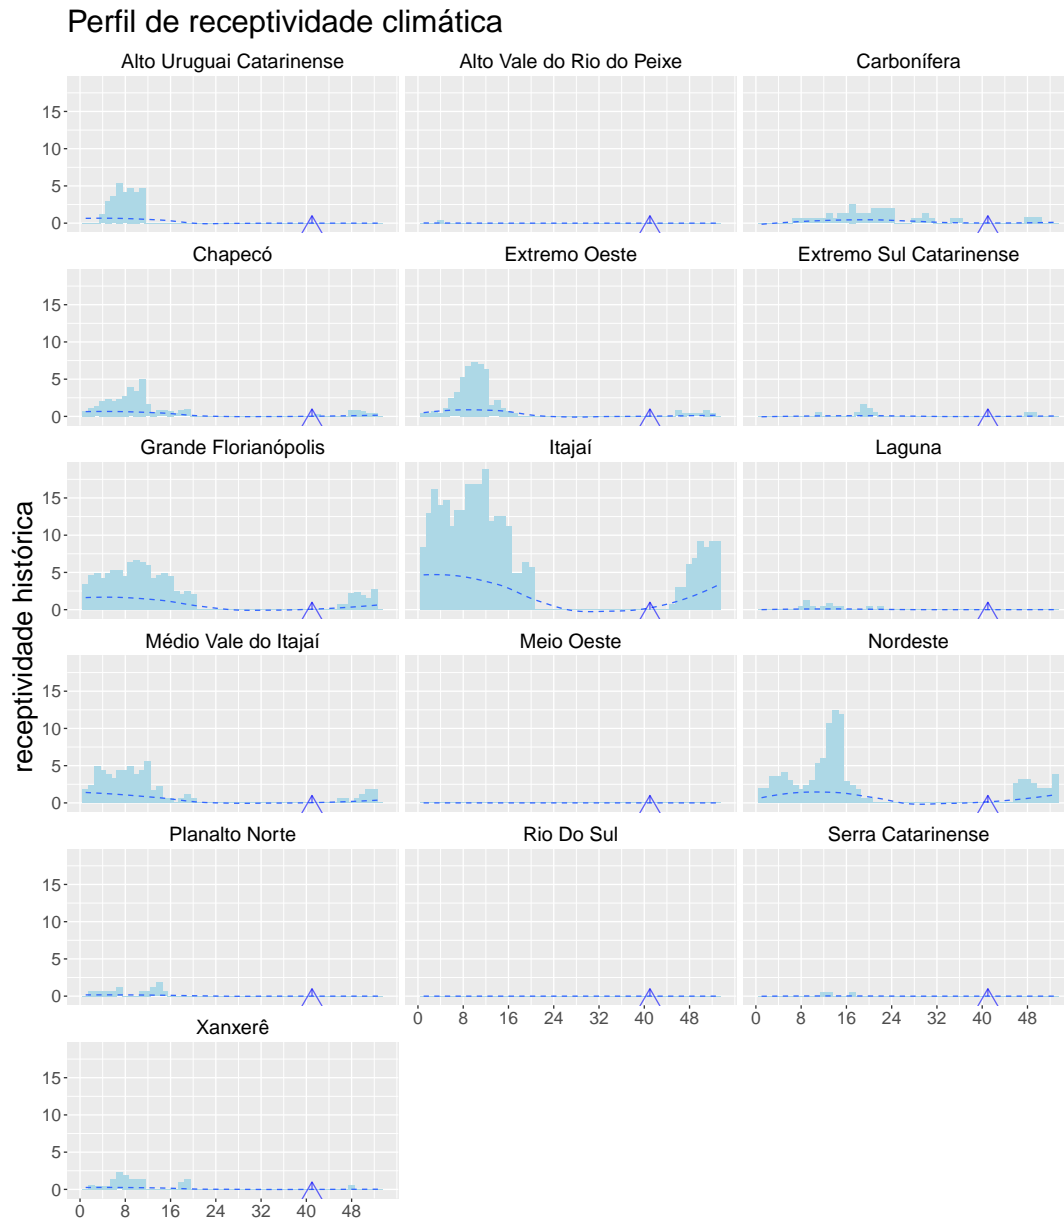 Perfil de receptividade climática
Alto Uruguai Catarinense
Alto Vale do Rio do Peixe
Carbonífera
15
10
5
0
Chapecó
Extremo Oeste
Extremo Sul Catarinense
15
10
5
0
Grande Florianópolis
Itajaí
Laguna
15
10
5
0
receptividade histórica
Médio Vale do Itajaí
Meio Oeste
Nordeste
15
10
5
0
Planalto Norte
Rio Do Sul
Serra Catarinense
15
10
5
0
0 8 16 24 32 40 48
0 8 16 24 32 40 48
Xanxerê
15
10
5
0
0 8 16 24 32 40 48